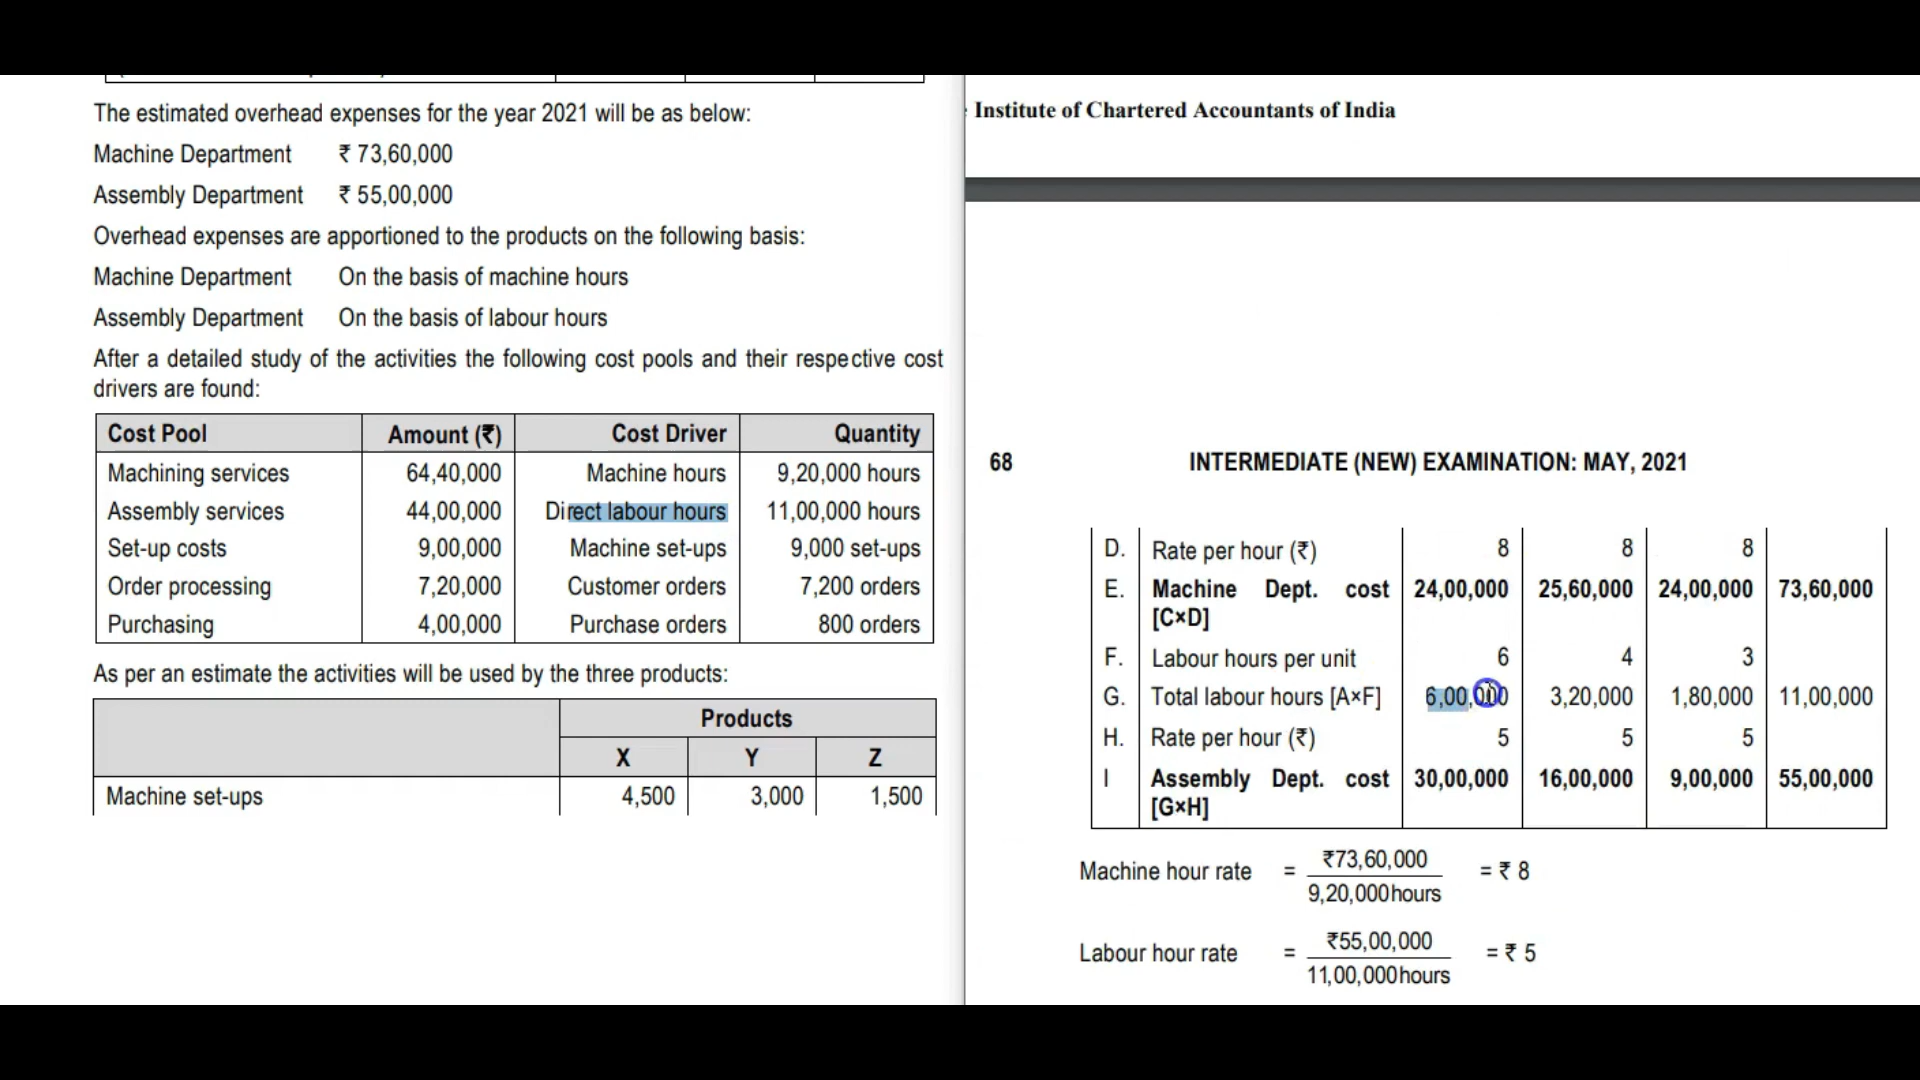 The estimated overhead expenses for the year 2021 will be as below:
Machine Department ₹ 73,60,000
Assembly Department ₹ 55,00,000
Overhead expenses are apportioned to the products on the following basis:
Machine Department On the basis of machine hours
Assembly Department On the basis of labour hours
After a detailed study of the activities the following cost pools and their respective cost
drivers are found:
Cost Pool Amount (₹) Cost Driver Quantity
Machining services 64,40,000 Machine hours 9,20,000 hours
Assembly services 44,00,000 Direct labour hours 11,00,000 hours
Set-up costs 9,00,000 Machine set-ups 9,000 set-ups
Order processing 7,20,000 Customer orders 7,200 orders
Purchasing 4,00,000 Purchase orders 800 orders
As per an estimate the activities will be used by the three products:
Products
X Y Z
Machine set-ups 4,500 3,000 1,500
Institute of Chartered Accountants of India
68 INTERMEDIATE (NEW) EXAMINATION: MAY, 2021
D. Rate per hour (₹) 8 8 8
E. Machine Dept. cost 24,00,000 25,60,000 24,00,000 73,60,000
[C×D]
F. Labour hours per unit 6 4 3
G. Total labour hours [A×F] 6,00,000 3,20,000 1,80,000 11,00,000
H. Rate per hour (₹) 5 5 5
I Assembly Dept. cost 30,00,000 16,00,000 9,00,000 55,00,000
[G×H]
Machine hour rate = ₹73,60,000 / 9,20,000hours = ₹ 8
Labour hour rate = ₹55,00,000 / 11,00,000hours = ₹ 5